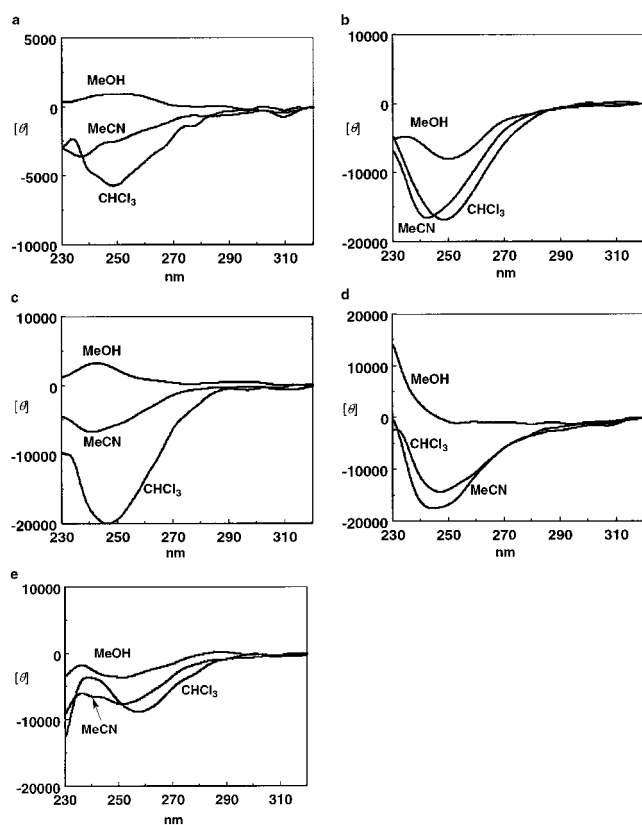 a
5000
MeOH
0
[θ]
MeCN
-5000
CHCl3
-10000
230 250 270 290 310
nm
b
10000
0
MeOH
[θ]
-10000
MeCN
CHCl3
-20000
230 250 270 290 310
nm
c
10000
MeOH
0
[θ]
MeCN
-10000
CHCl3
-20000
230 250 270 290 310
nm
d
20000
10000
MeOH
[θ] 0
CHCl3
-10000
MeCN
-20000
230 250 270 290 310
nm
e
10000
0
MeOH
[θ]
CHCl3
-10000
MeCN
-20000
230 250 270 290 310
nm